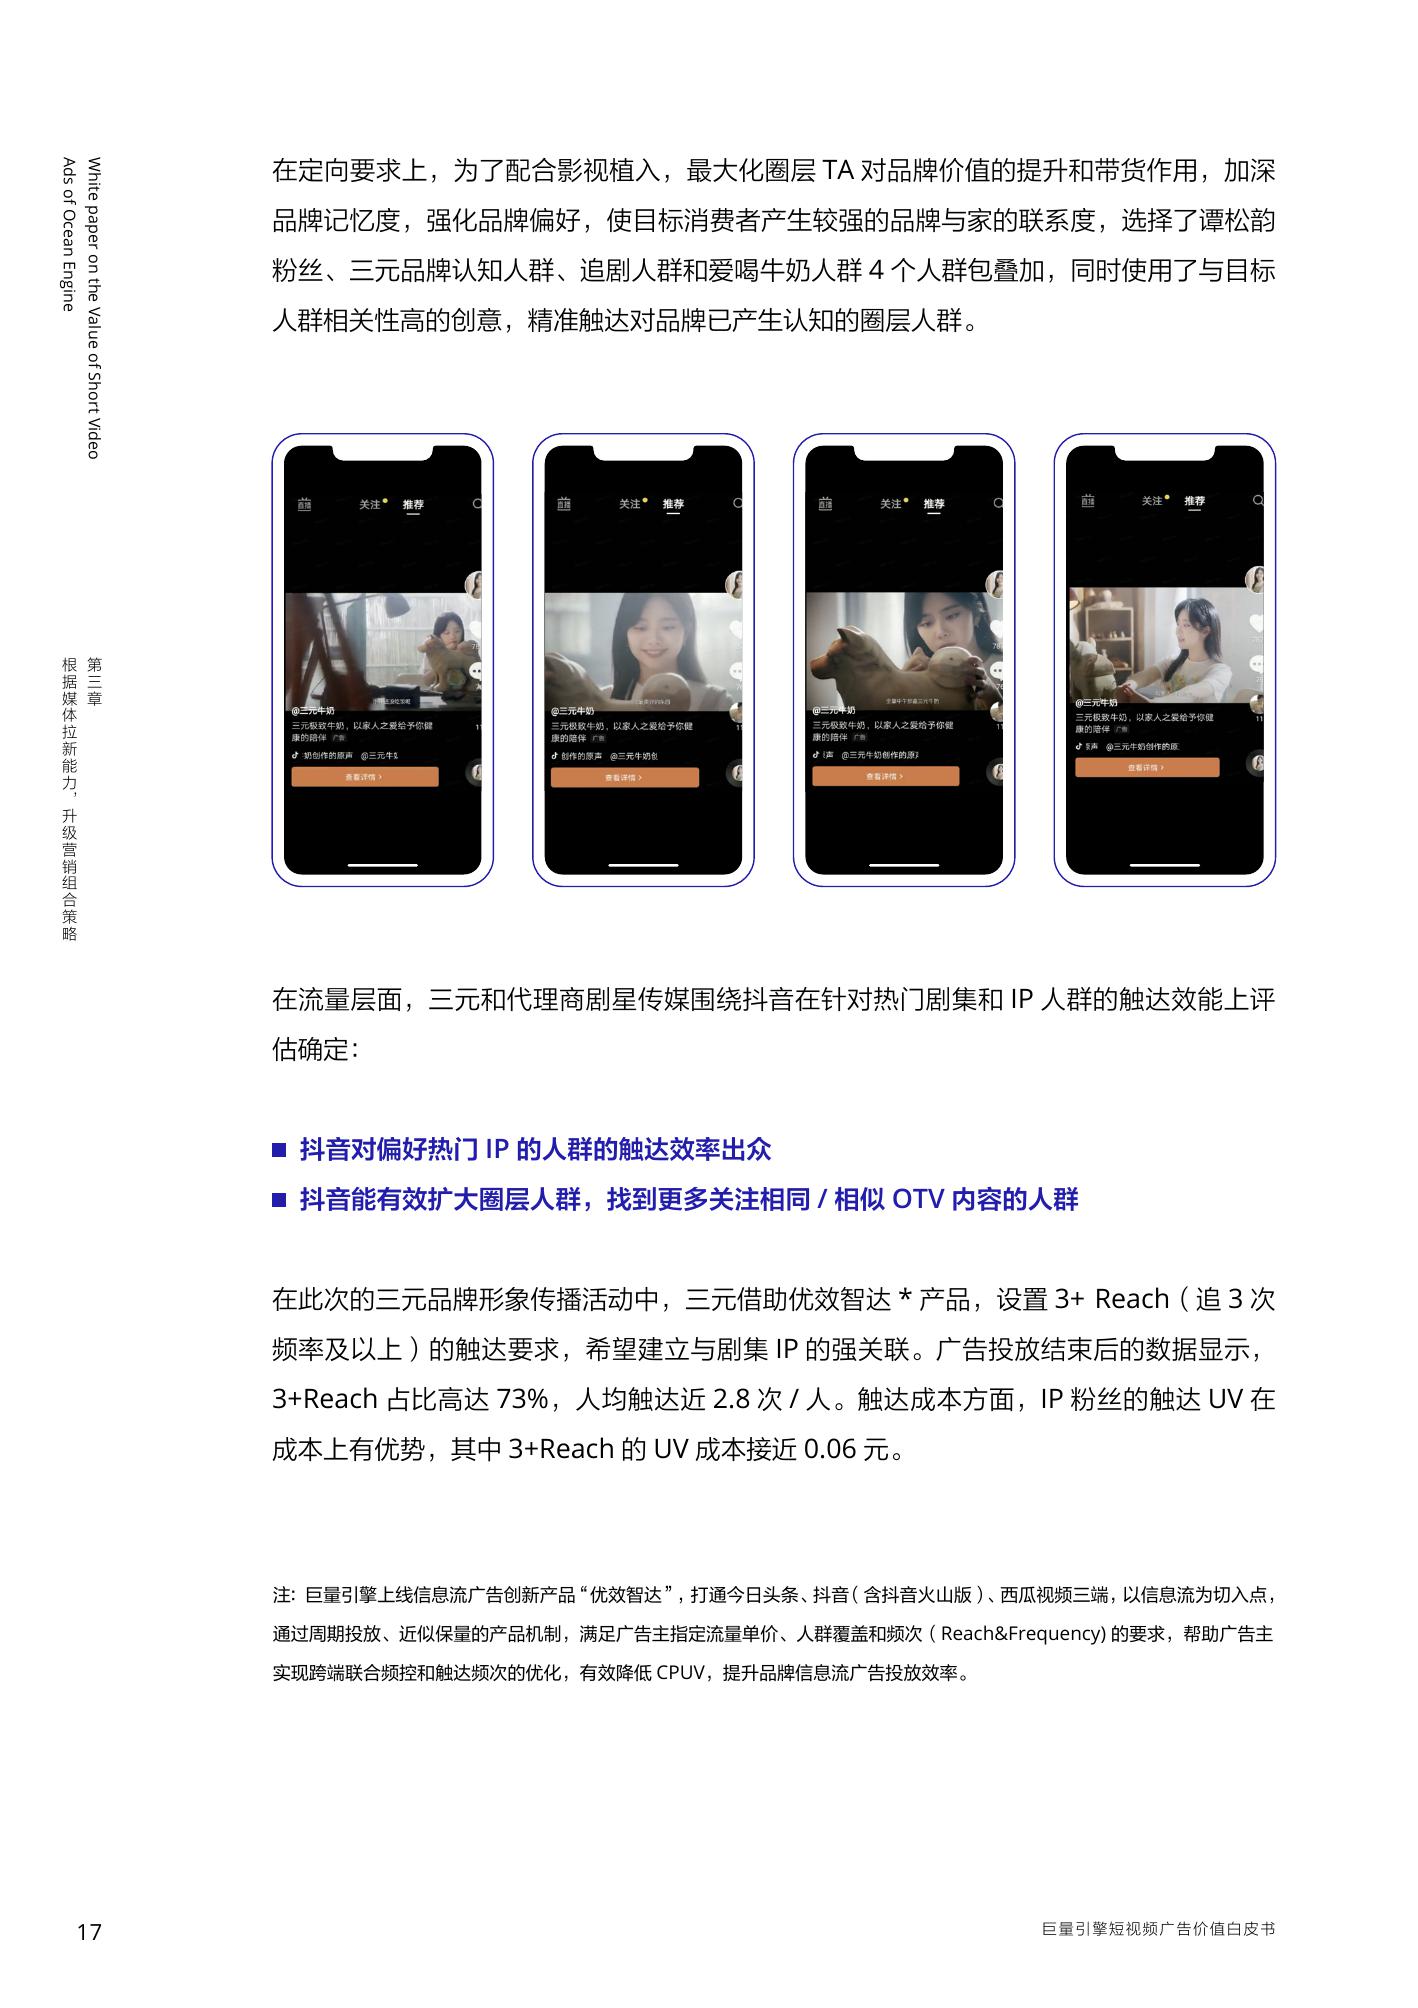 White paper on the Value of Short Video
Ads of Ocean Engine
第三章
根据媒体拉新能力，升级营销组合策略
在定向要求上，为了配合影视植入，最大化圈层 TA 对品牌价值的提升和带货作用，加深
品牌记忆度，强化品牌偏好，使目标消费者产生较强的品牌与家的联系度，选择了谭松韵
粉丝、三元品牌认知人群、追剧人群和爱喝牛奶人群 4 个人群包叠加，同时使用了与目标
人群相关性高的创意，精准触达对品牌已产生认知的圈层人群。
直播 关注 推荐
@三元牛奶
三元极致牛奶，以家人之爱给予你健
康的陪伴 广告
奶创作的原声 @三元牛奶
查看详情 >
直播 关注 推荐
@三元牛奶
三元极致牛奶，以家人之爱给予你健
康的陪伴 广告
创作的原声 @三元牛奶创
查看详情 >
直播 关注 推荐
@三元牛奶
三元极致牛奶，以家人之爱给予你健
康的陪伴 广告
声 @三元牛奶创作的原
查看详情 >
直播 关注 推荐
@三元牛奶
三元极致牛奶，以家人之爱给予你健
康的陪伴 广告
声 @三元牛奶创作的原
查看详情 >
在流量层面，三元和代理商剧星传媒围绕抖音在针对热门剧集和 IP 人群的触达效能上评
估确定：
■ 抖音对偏好热门 IP 的人群的触达效率出众
■ 抖音能有效扩大圈层人群，找到更多关注相同 / 相似 OTV 内容的人群
在此次的三元品牌形象传播活动中，三元借助优效智达 * 产品，设置 3+ Reach（追 3 次
频率及以上）的触达要求，希望建立与剧集 IP 的强关联。广告投放结束后的数据显示，
3+Reach 占比高达 73%，人均触达近 2.8 次 / 人。触达成本方面，IP 粉丝的触达 UV 在
成本上有优势，其中 3+Reach 的 UV 成本接近 0.06 元。
注：巨量引擎上线信息流广告创新产品“优效智达”，打通今日头条、抖音（含抖音火山版）、西瓜视频三端，以信息流为切入点，
通过周期投放、近似保量的产品机制，满足广告主指定流量单价、人群覆盖和频次（Reach&Frequency) 的要求，帮助广告主
实现跨端联合频控和触达频次的优化，有效降低 CPUV，提升品牌信息流广告投放效率。
17
巨量引擎短视频广告价值白皮书